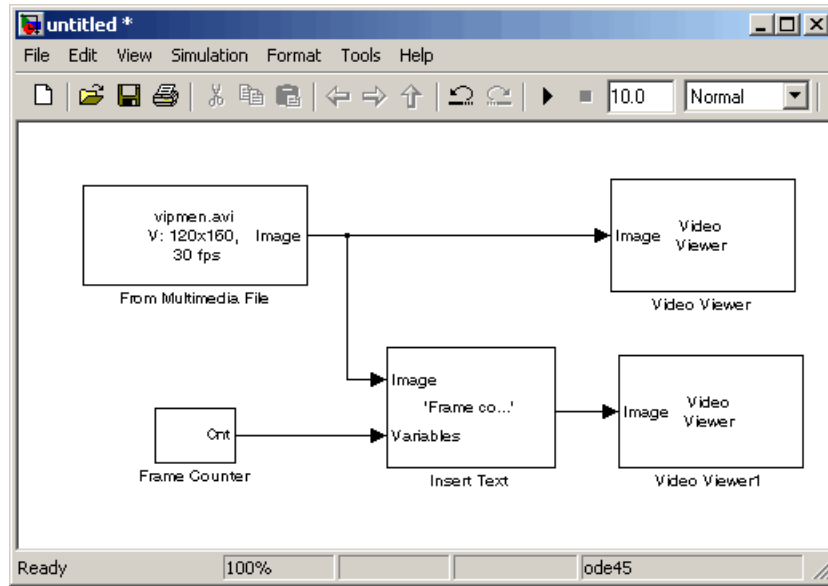 untitled *
File Edit View Simulation Format Tools Help
10.0 Normal
vipmen.avi
V: 120x160,
30 fps
Image
From Multimedia File
Image
Video
Viewer
Video Viewer
Cnt
Frame Counter
Image
'Frame co...'
Variables
Insert Text
Image
Video
Viewer
Video Viewer1
Ready 100% ode45